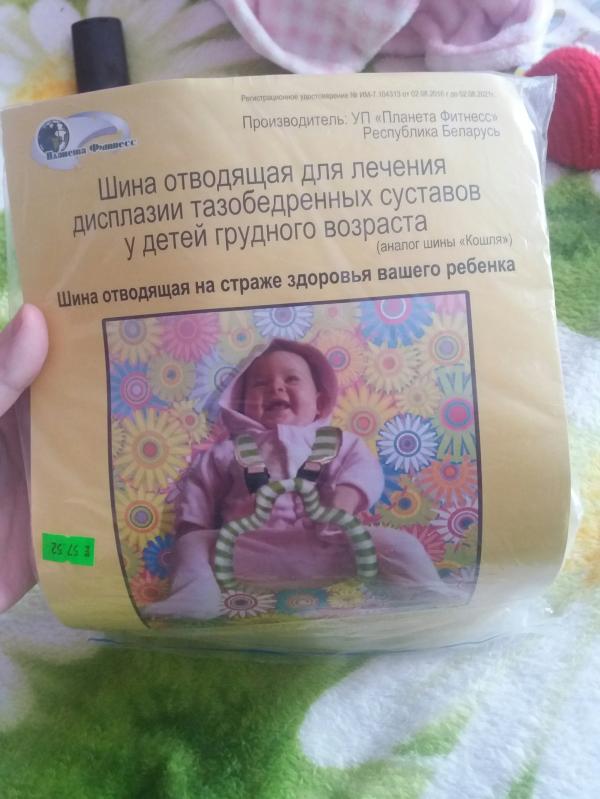 Регистрационное удостоверение № ИМ-7.104313 от 02.08.2016 г до 02.08.2021г.
Планета Фитнесс
Производитель: УП «Планета Фитнесс»
Республика Беларусь
Шина отводящая для лечения
дисплазии тазобедренных суставов
у детей грудного возраста
(аналог шины «Кошля»)
Шина отводящая на страже здоровья вашего ребенка
57.52